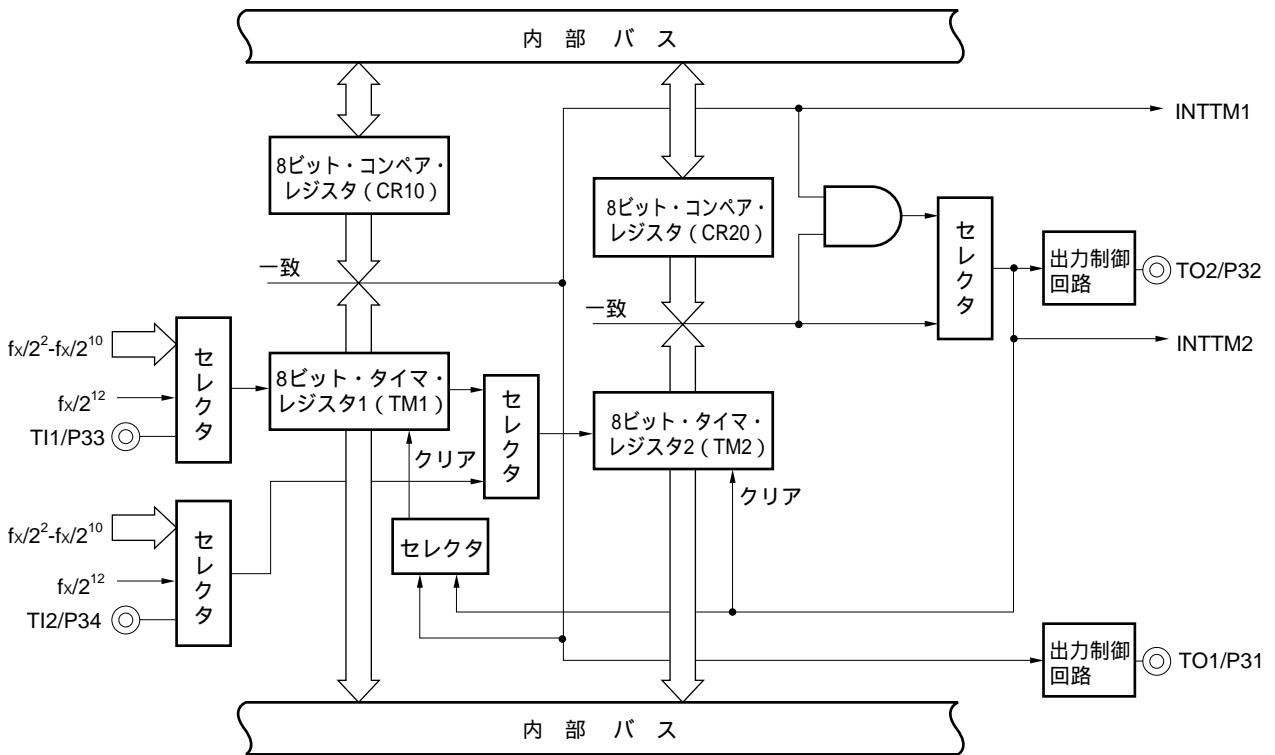 内 部 バ ス
INTTM1
8ビット・コンペア・
レジスタ（CR10）
8ビット・コンペア・
レジスタ（CR20）
セレクタ
出力制御
回路
TO2/P32
一致
一致
INTTM2
fx/2²-fx/2¹⁰
fx/2¹²
TI1/P33
セレクタ
8ビット・タイマ・
レジスタ1（TM1）
セレクタ
8ビット・タイマ・
レジスタ2（TM2）
クリア
クリア
fx/2²-fx/2¹⁰
fx/2¹²
TI2/P34
セレクタ
セレクタ
出力制御
回路
TO1/P31
内 部 バ ス